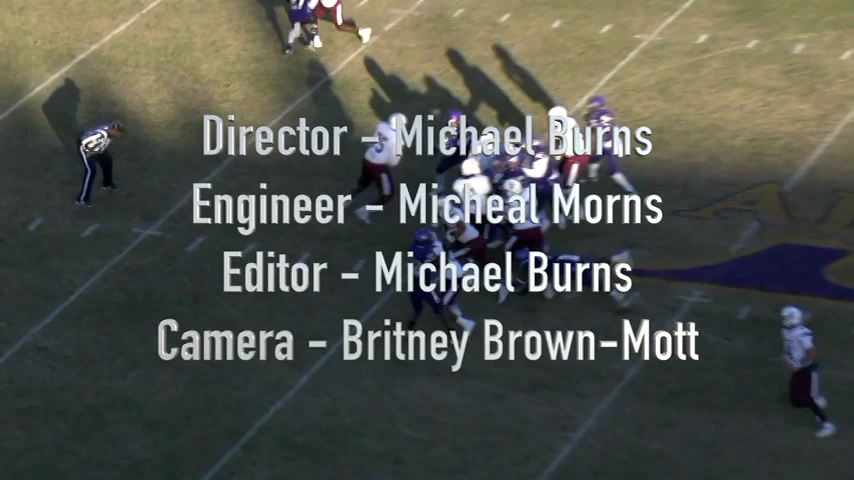 Director - Michael Burns
Engineer - Micheal Morns
Editor - Michael Burns
Camera - Britney Brown-Mott